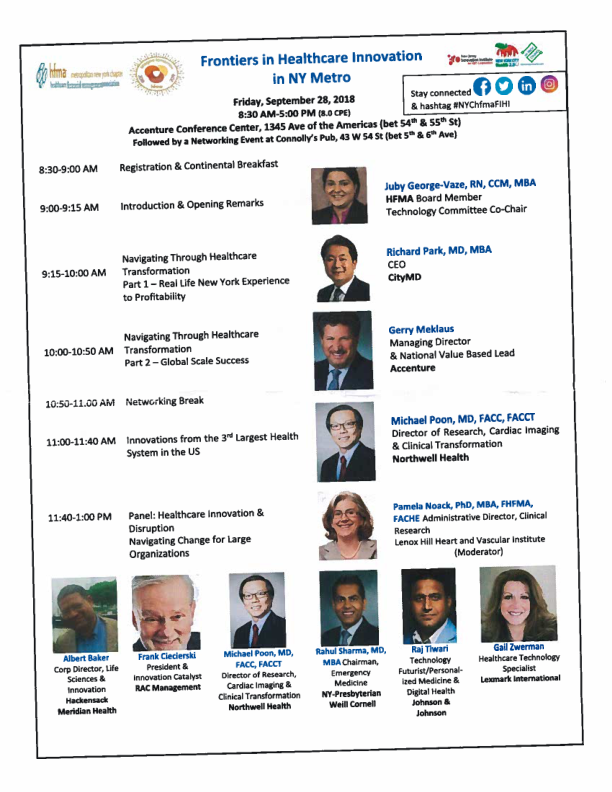 hfma metropolitan new york chapter
healthcare financial management association
Frontiers in Healthcare Innovation
in NY Metro
New Jersey
Innovation Institute
Friday, September 28, 2018
8:30 AM-5:00 PM (8.0 CPE)
Stay connected
& hashtag #NYChfmaFIHI
Accenture Conference Center, 1345 Ave of the Americas (bet 54th & 55th St)
Followed by a Networking Event at Connolly's Pub, 43 W 54 St (bet 5th & 6th Ave)
8:30-9:00 AM Registration & Continental Breakfast
9:00-9:15 AM Introduction & Opening Remarks
Juby George-Vaze, RN, CCM, MBA
HFMA Board Member
Technology Committee Co-Chair
9:15-10:00 AM
Navigating Through Healthcare
Transformation
Part 1 – Real Life New York Experience
to Profitability
Richard Park, MD, MBA
CEO
CityMD
10:00-10:50 AM
Navigating Through Healthcare
Transformation
Part 2 – Global Scale Success
Gerry Meklaus
Managing Director
& National Value Based Lead
Accenture
10:50-11:00 AM Networking Break
11:00-11:40 AM
Innovations from the 3rd Largest Health
System in the US
Michael Poon, MD, FACC, FACCT
Director of Research, Cardiac Imaging
& Clinical Transformation
Northwell Health
11:40-1:00 PM
Panel: Healthcare Innovation &
Disruption
Navigating Change for Large
Organizations
Pamela Noack, PhD, MBA, FHFMA,
FACHE Administrative Director, Clinical
Research
Lenox Hill Heart and Vascular Institute
(Moderator)
Albert Baker
Corp Director, Life
Sciences &
Innovation
Hackensack
Meridian Health
Frank Ciecierski
President &
Innovation Catalyst
RAC Management
Michael Poon, MD,
FACC, FACCT
Director of Research,
Cardiac Imaging &
Clinical Transformation
Northwell Health
Rahul Sharma, MD,
MBA Chairman,
Emergency
Medicine
NY-Presbyterian
Weill Cornell
Raj Tiwari
Technology
Futurist/Personal-
ized Medicine &
Digital Health
Johnson &
Johnson
Gail Zwerman
Healthcare Technology
Specialist
Lexmark International